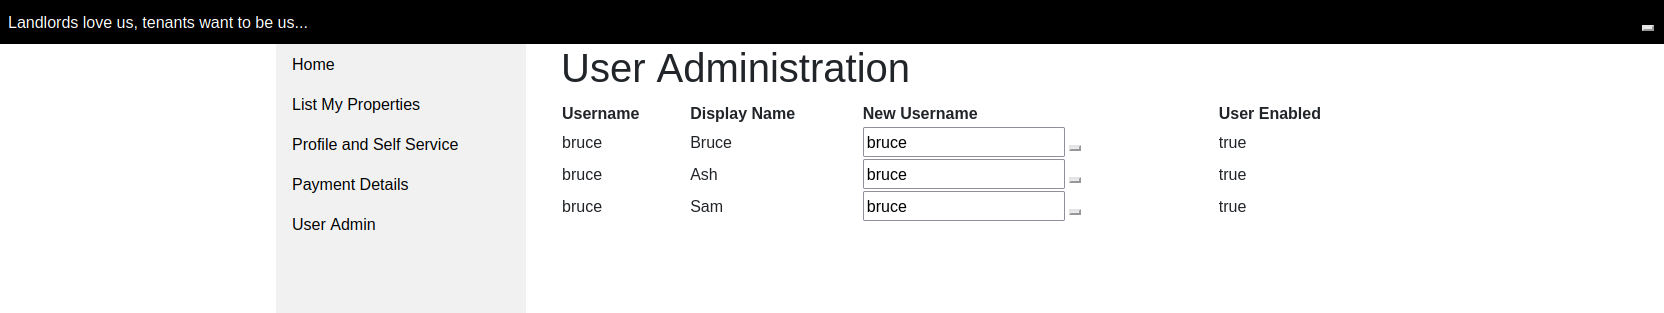 Landlords love us, tenants want to be us...
Home
List My Properties
Profile and Self Service
Payment Details
User Admin
User Administration
Username Display Name New Username User Enabled
bruce Bruce bruce true
bruce Ash bruce true
bruce Sam bruce true